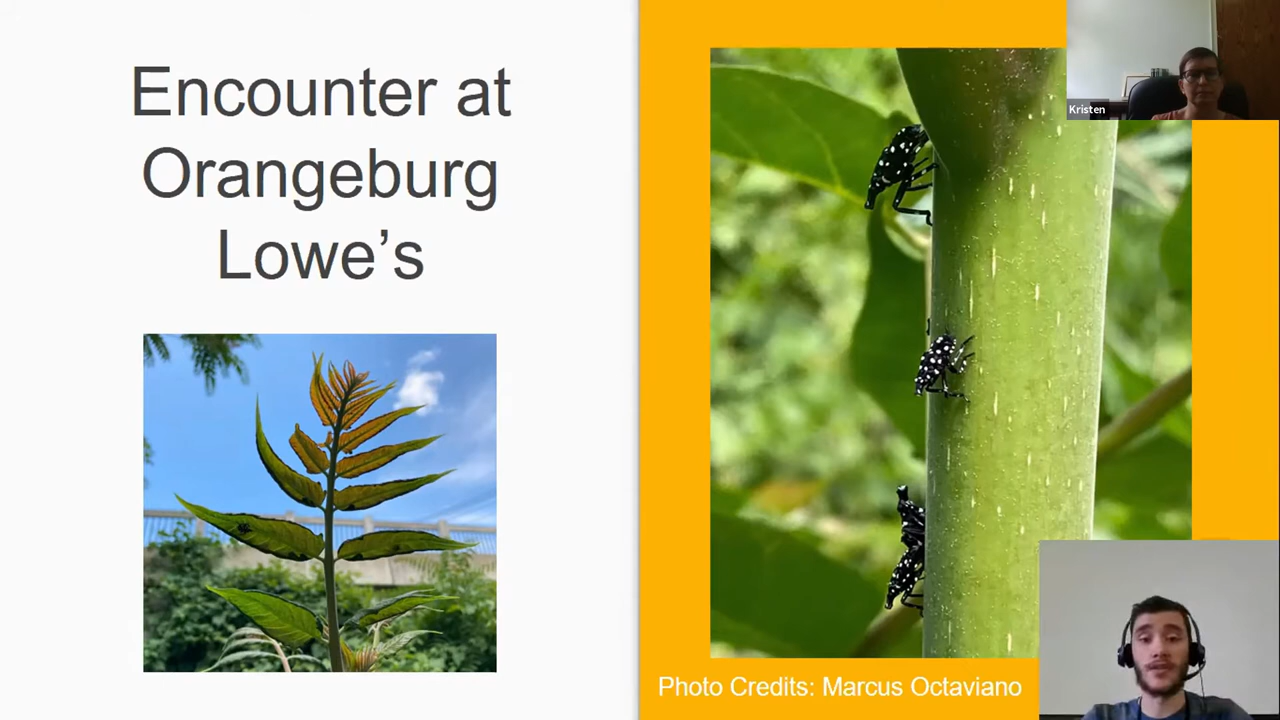 Encounter at
Orangeburg
Lowe’s
Kristen
Photo Credits: Marcus Octaviano